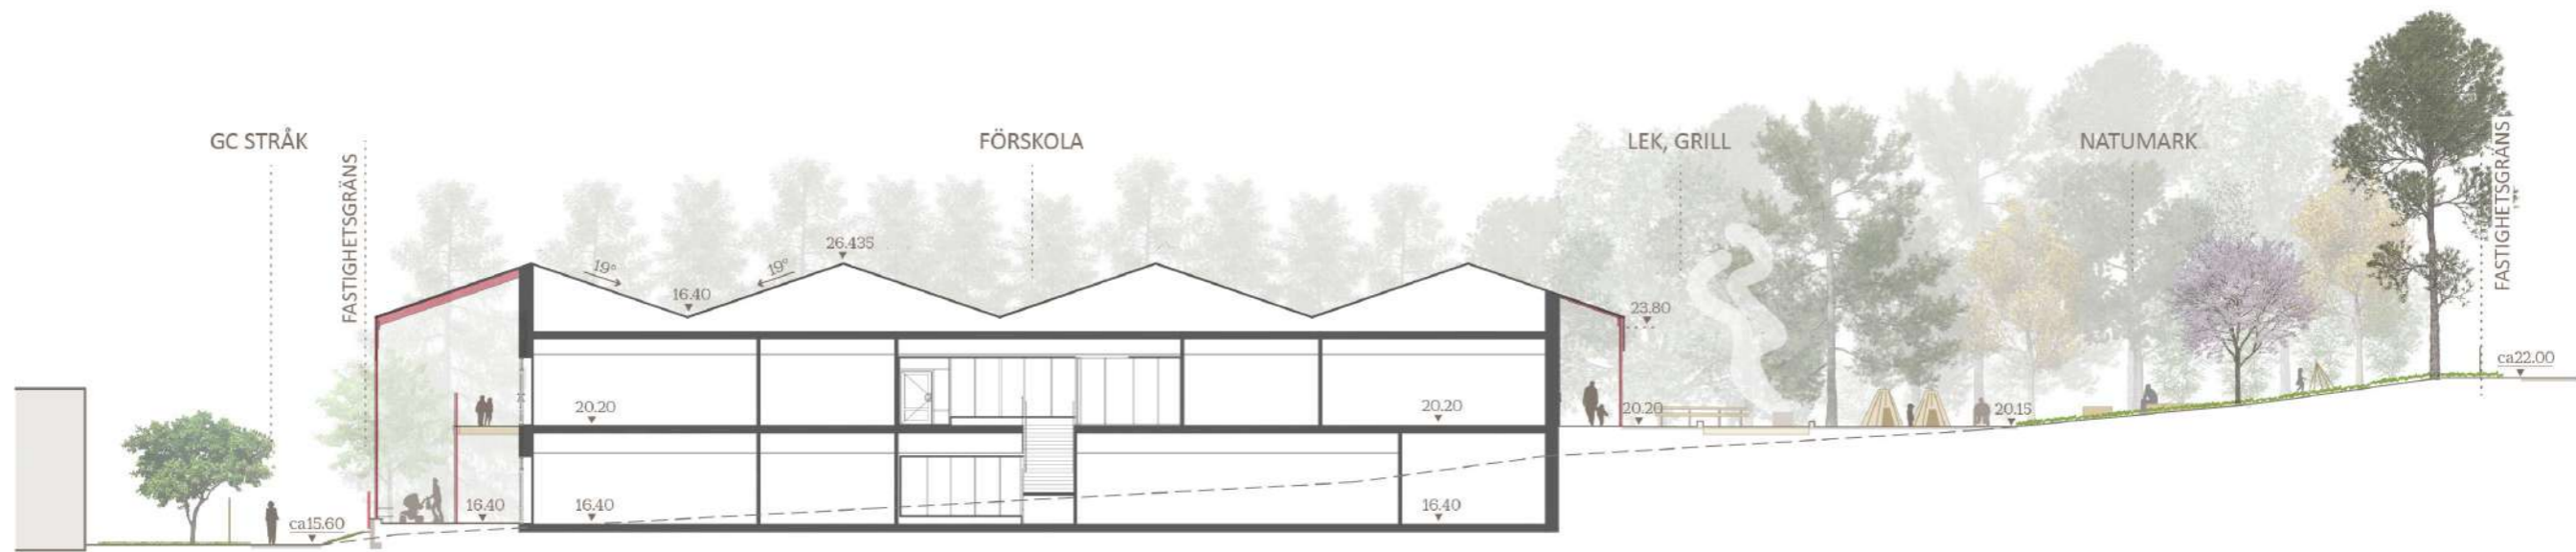 GC STRÅK
FASTIGHETSGRÄNS
FÖRSKOLA
LEK, GRILL
NATUMARK
FASTIGHETSGRÄNS
26.435
19°
19°
16.40
23.80
ca22.00
20.20
20.20
20.20
20.15
16.40
16.40
16.40
ca15.60